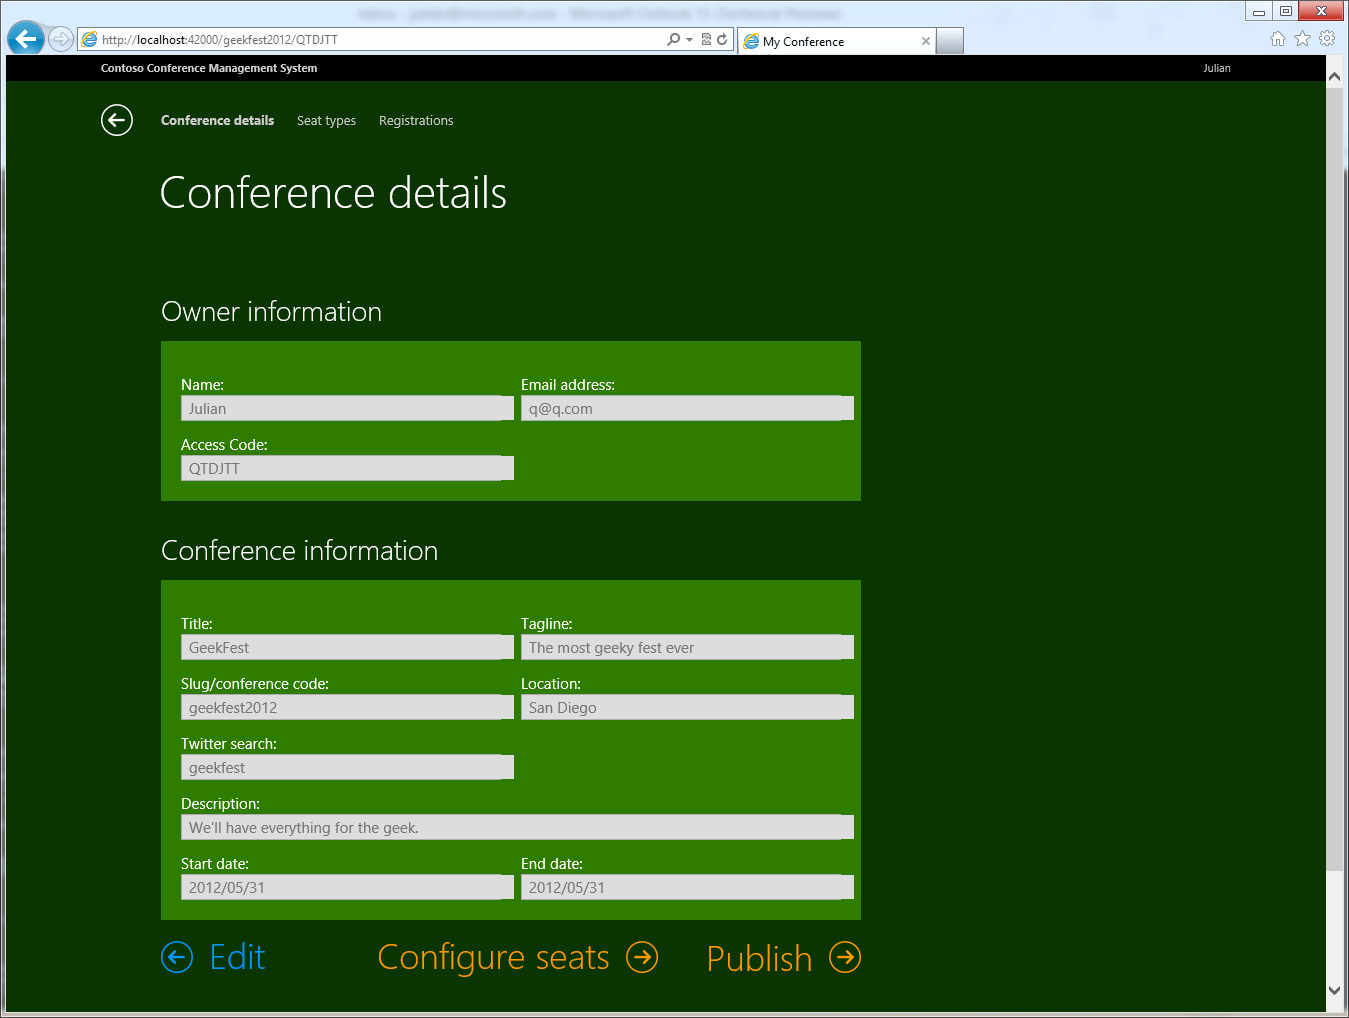 http://localhost:42000/geekfest2012/QTDJTT
My Conference
Contoso Conference Management System
Julian
Conference details
Seat types
Registrations
Conference details
Owner information
Name:
Email address:
Julian
q@q.com
Access Code:
QTDJTT
Conference information
Title:
Tagline:
GeekFest
The most geeky fest ever
Slug/conference code:
Location:
geekfest2012
San Diego
Twitter search:
geekfest
Description:
We'll have everything for the geek.
Start date:
End date:
2012/05/31
2012/05/31
Edit
Configure seats
Publish